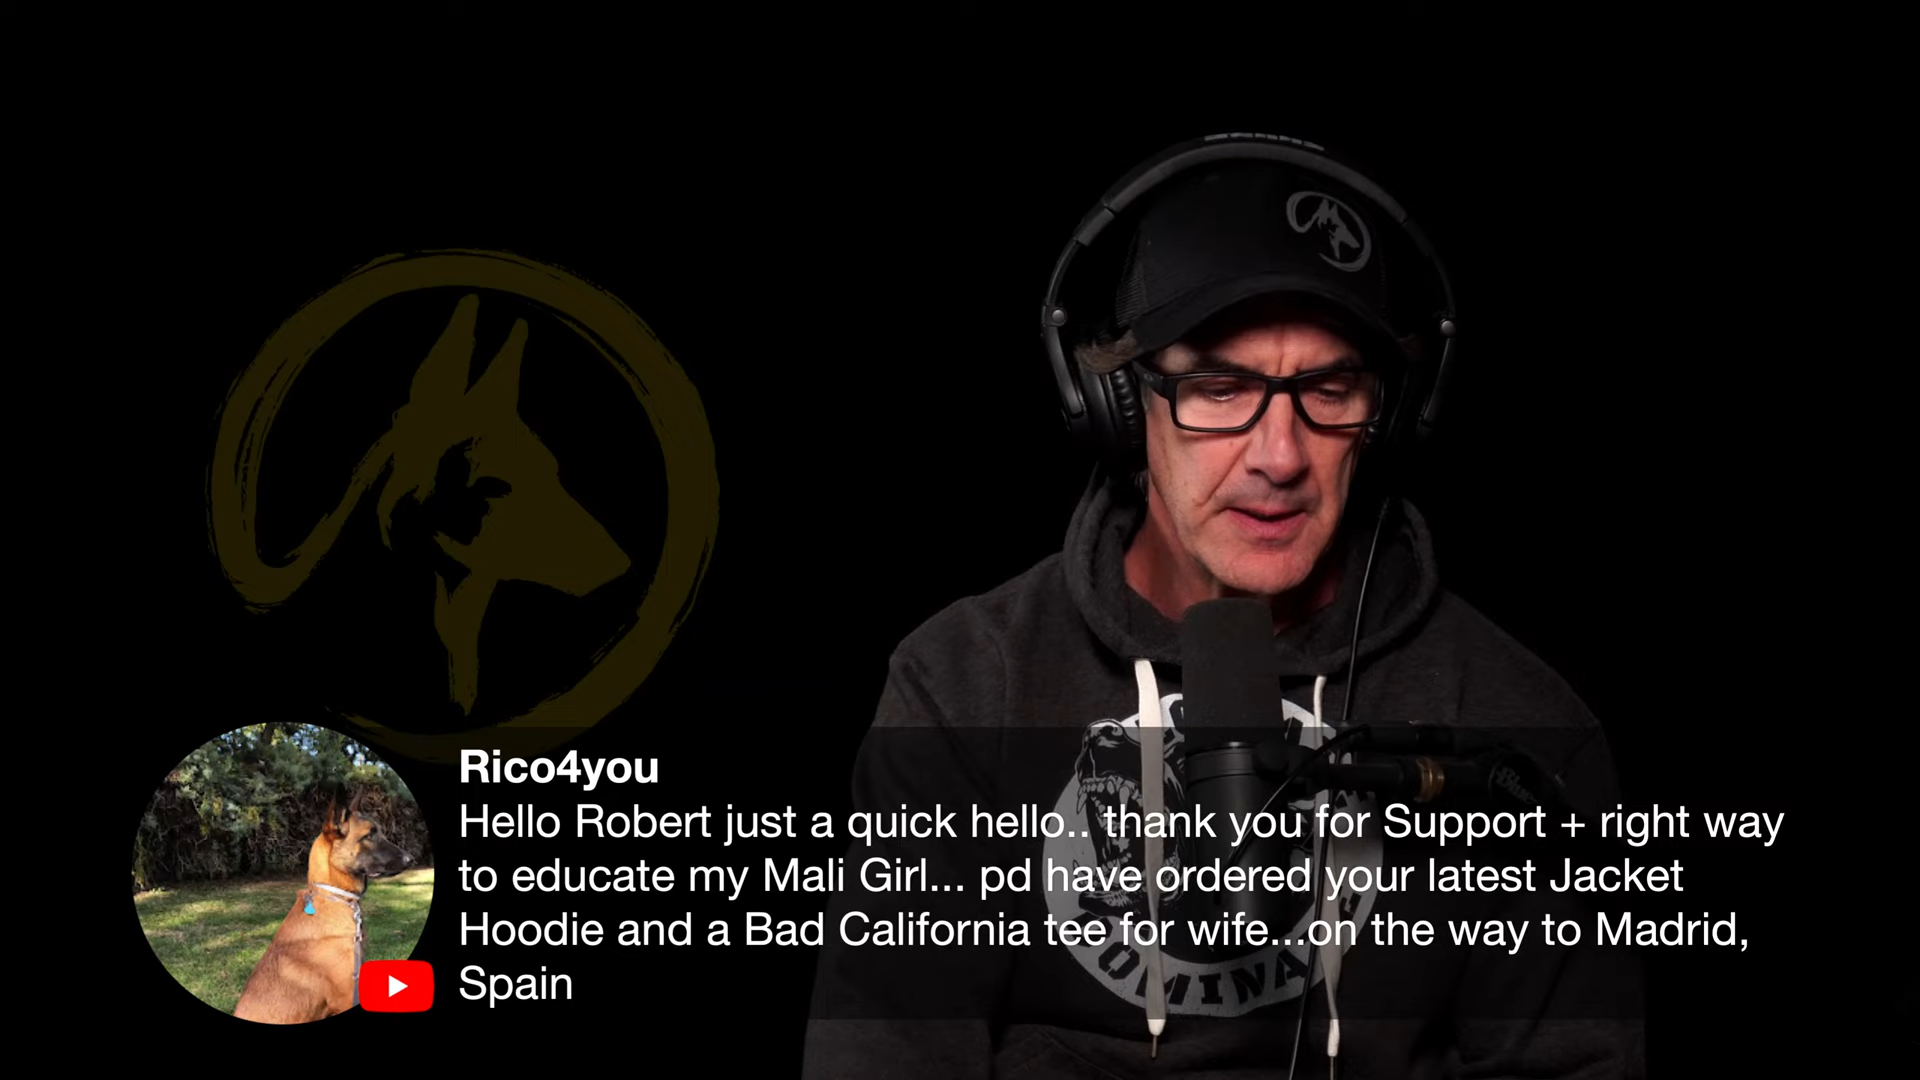 Rico4you
Hello Robert just a quick hello.. thank you for Support + right way
to educate my Mali Girl... pd have ordered your latest Jacket
Hoodie and a Bad California tee for wife...on the way to Madrid,
Spain